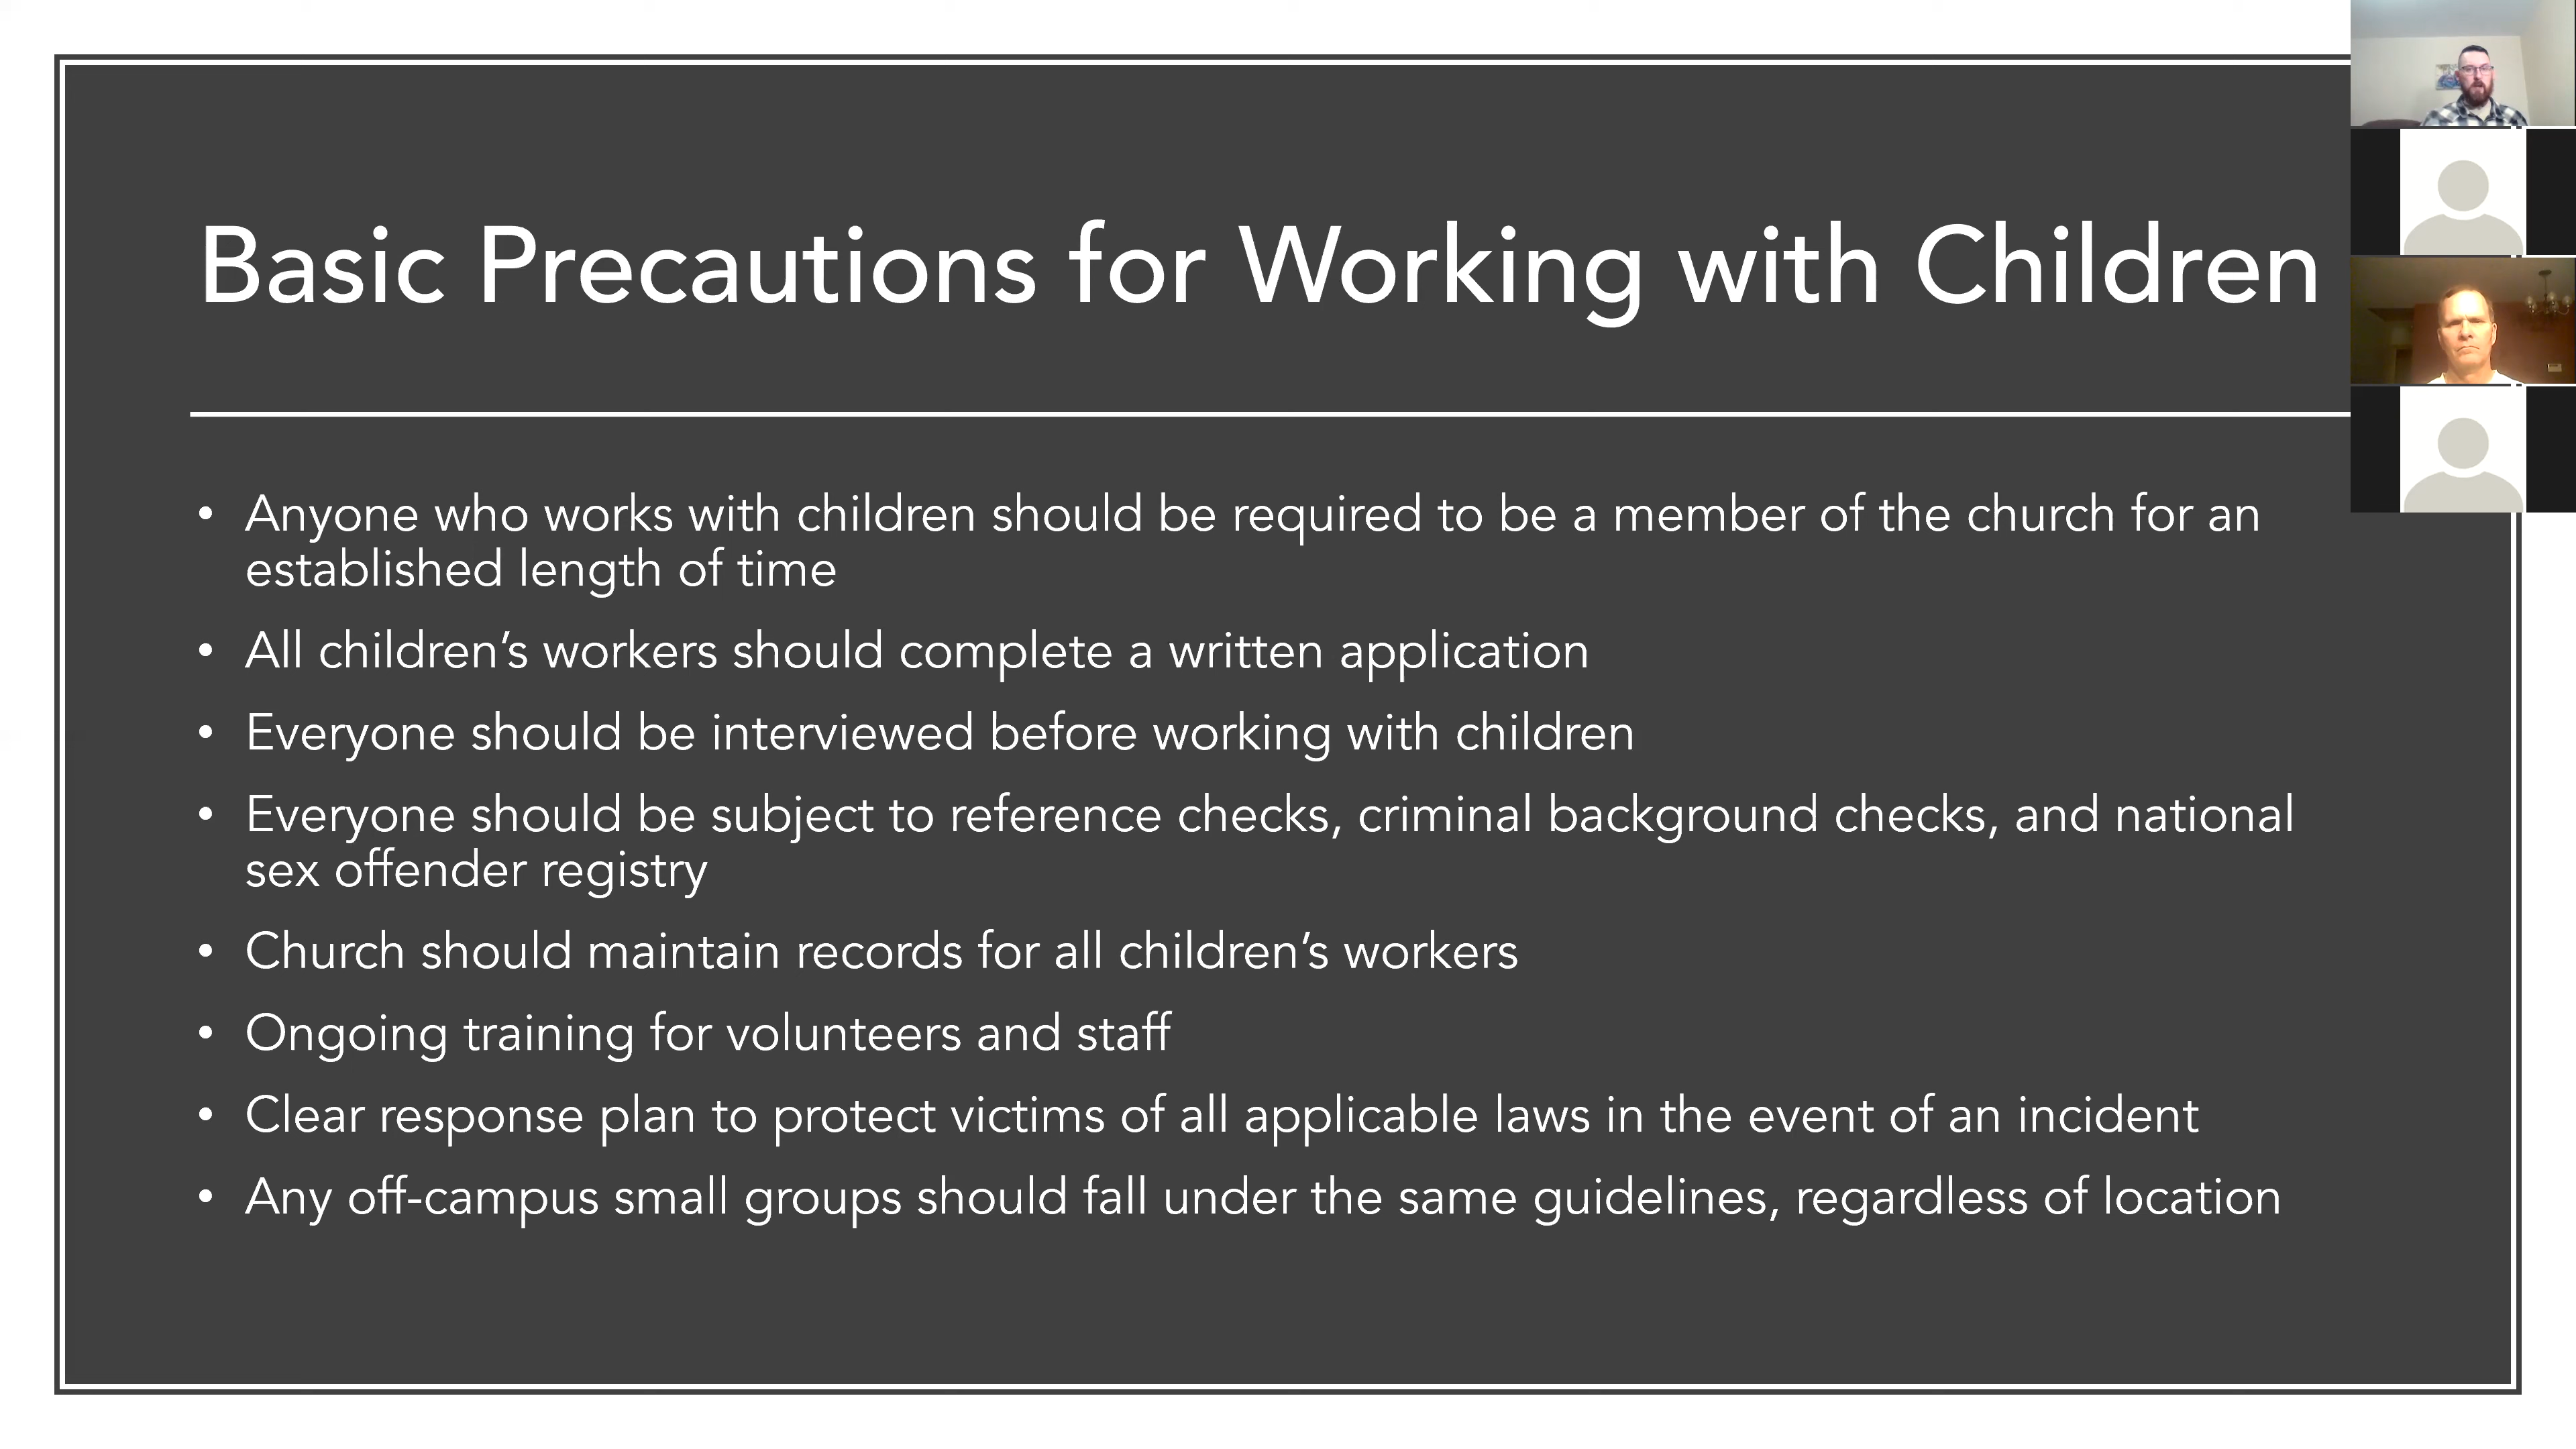 Basic Precautions for Working with Children
• Anyone who works with children should be required to be a member of the church for an
established length of time
• All children’s workers should complete a written application
• Everyone should be interviewed before working with children
• Everyone should be subject to reference checks, criminal background checks, and national
sex offender registry
• Church should maintain records for all children’s workers
• Ongoing training for volunteers and staff
• Clear response plan to protect victims of all applicable laws in the event of an incident
• Any off-campus small groups should fall under the same guidelines, regardless of location